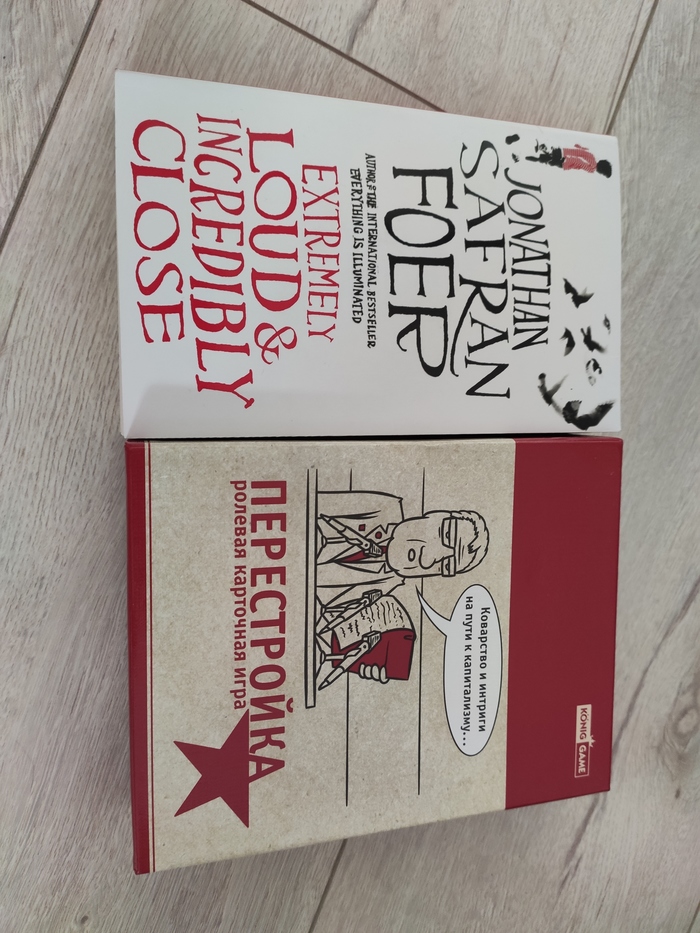 JONATHAN
SAFRAN
FOER
AUTHOR OF THE INTERNATIONAL BESTSELLER
EVERYTHING IS ILLUMINATED
EXTREMELY
LOUD &
INCREDIBLY
CLOSE
KÖNIG GAME
Коварство и интриги
на пути к капитализму...
ПЕРЕСТРОЙКА
ролевая карточная игра